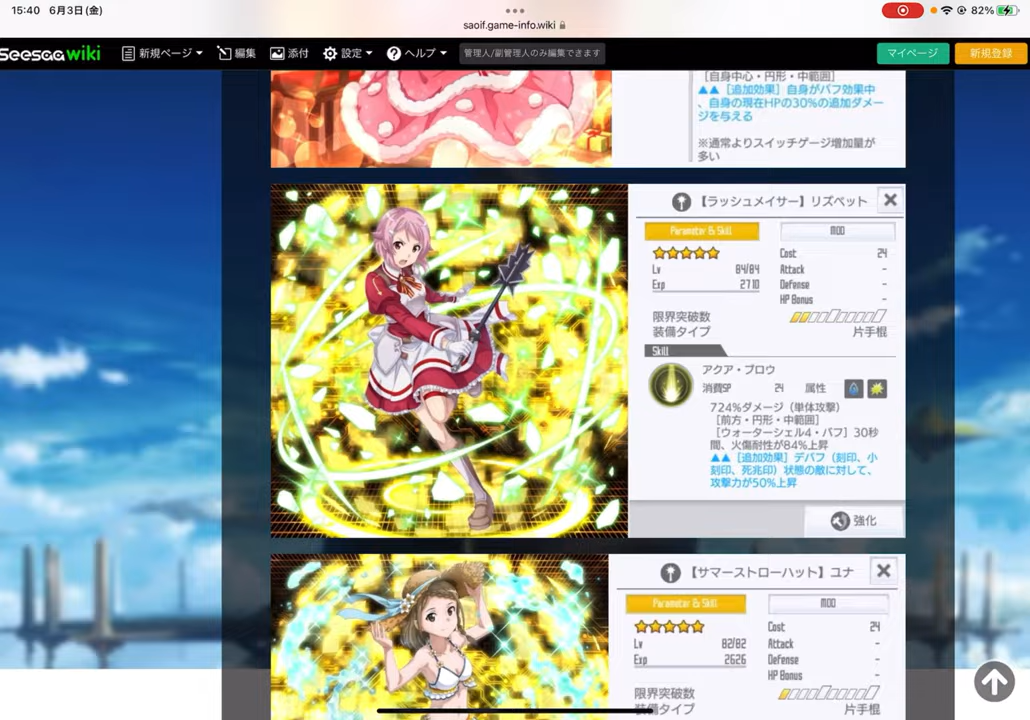 15:40 6月3日(金)
82%
saoif.game-info.wiki
seesaawiki
新規ページ
編集
添付
設定
ヘルプ
管理人/副管理人のみ編集できます
マイページ
新規登録
[自身中心・円形・中範囲]
▲▲［追加効果］自身がバフ効果中
、自身の現在HPの30%の追加ダメー
ジを与える
※通常よりスイッチゲージ増加量が
多い
【ラッシュメイサー】リズベット
Parameter & Skill
MOD
Lv 84/84
Exp 2710
Cost 24
Attack -
Defense -
HP Bonus -
限界突破数
装備タイプ 片手棍
Skill
アクア・ブロウ
消費SP 24 属性
724%ダメージ（単体攻撃）
［前方・円形・中範囲］
［ウォーターシェル4・バフ］30秒
間、火傷耐性が84%上昇
▲▲［追加効果］デバフ（刻印、小
刻印、死兆印）状態の敵に対して、
攻撃力が50%上昇
強化
【サマーストローハット】ユナ
Parameter & Skill
MOD
Lv 82/82
Exp 2626
Cost 24
Attack -
Defense -
HP Bonus -
限界突破数
装備タイプ 片手棍